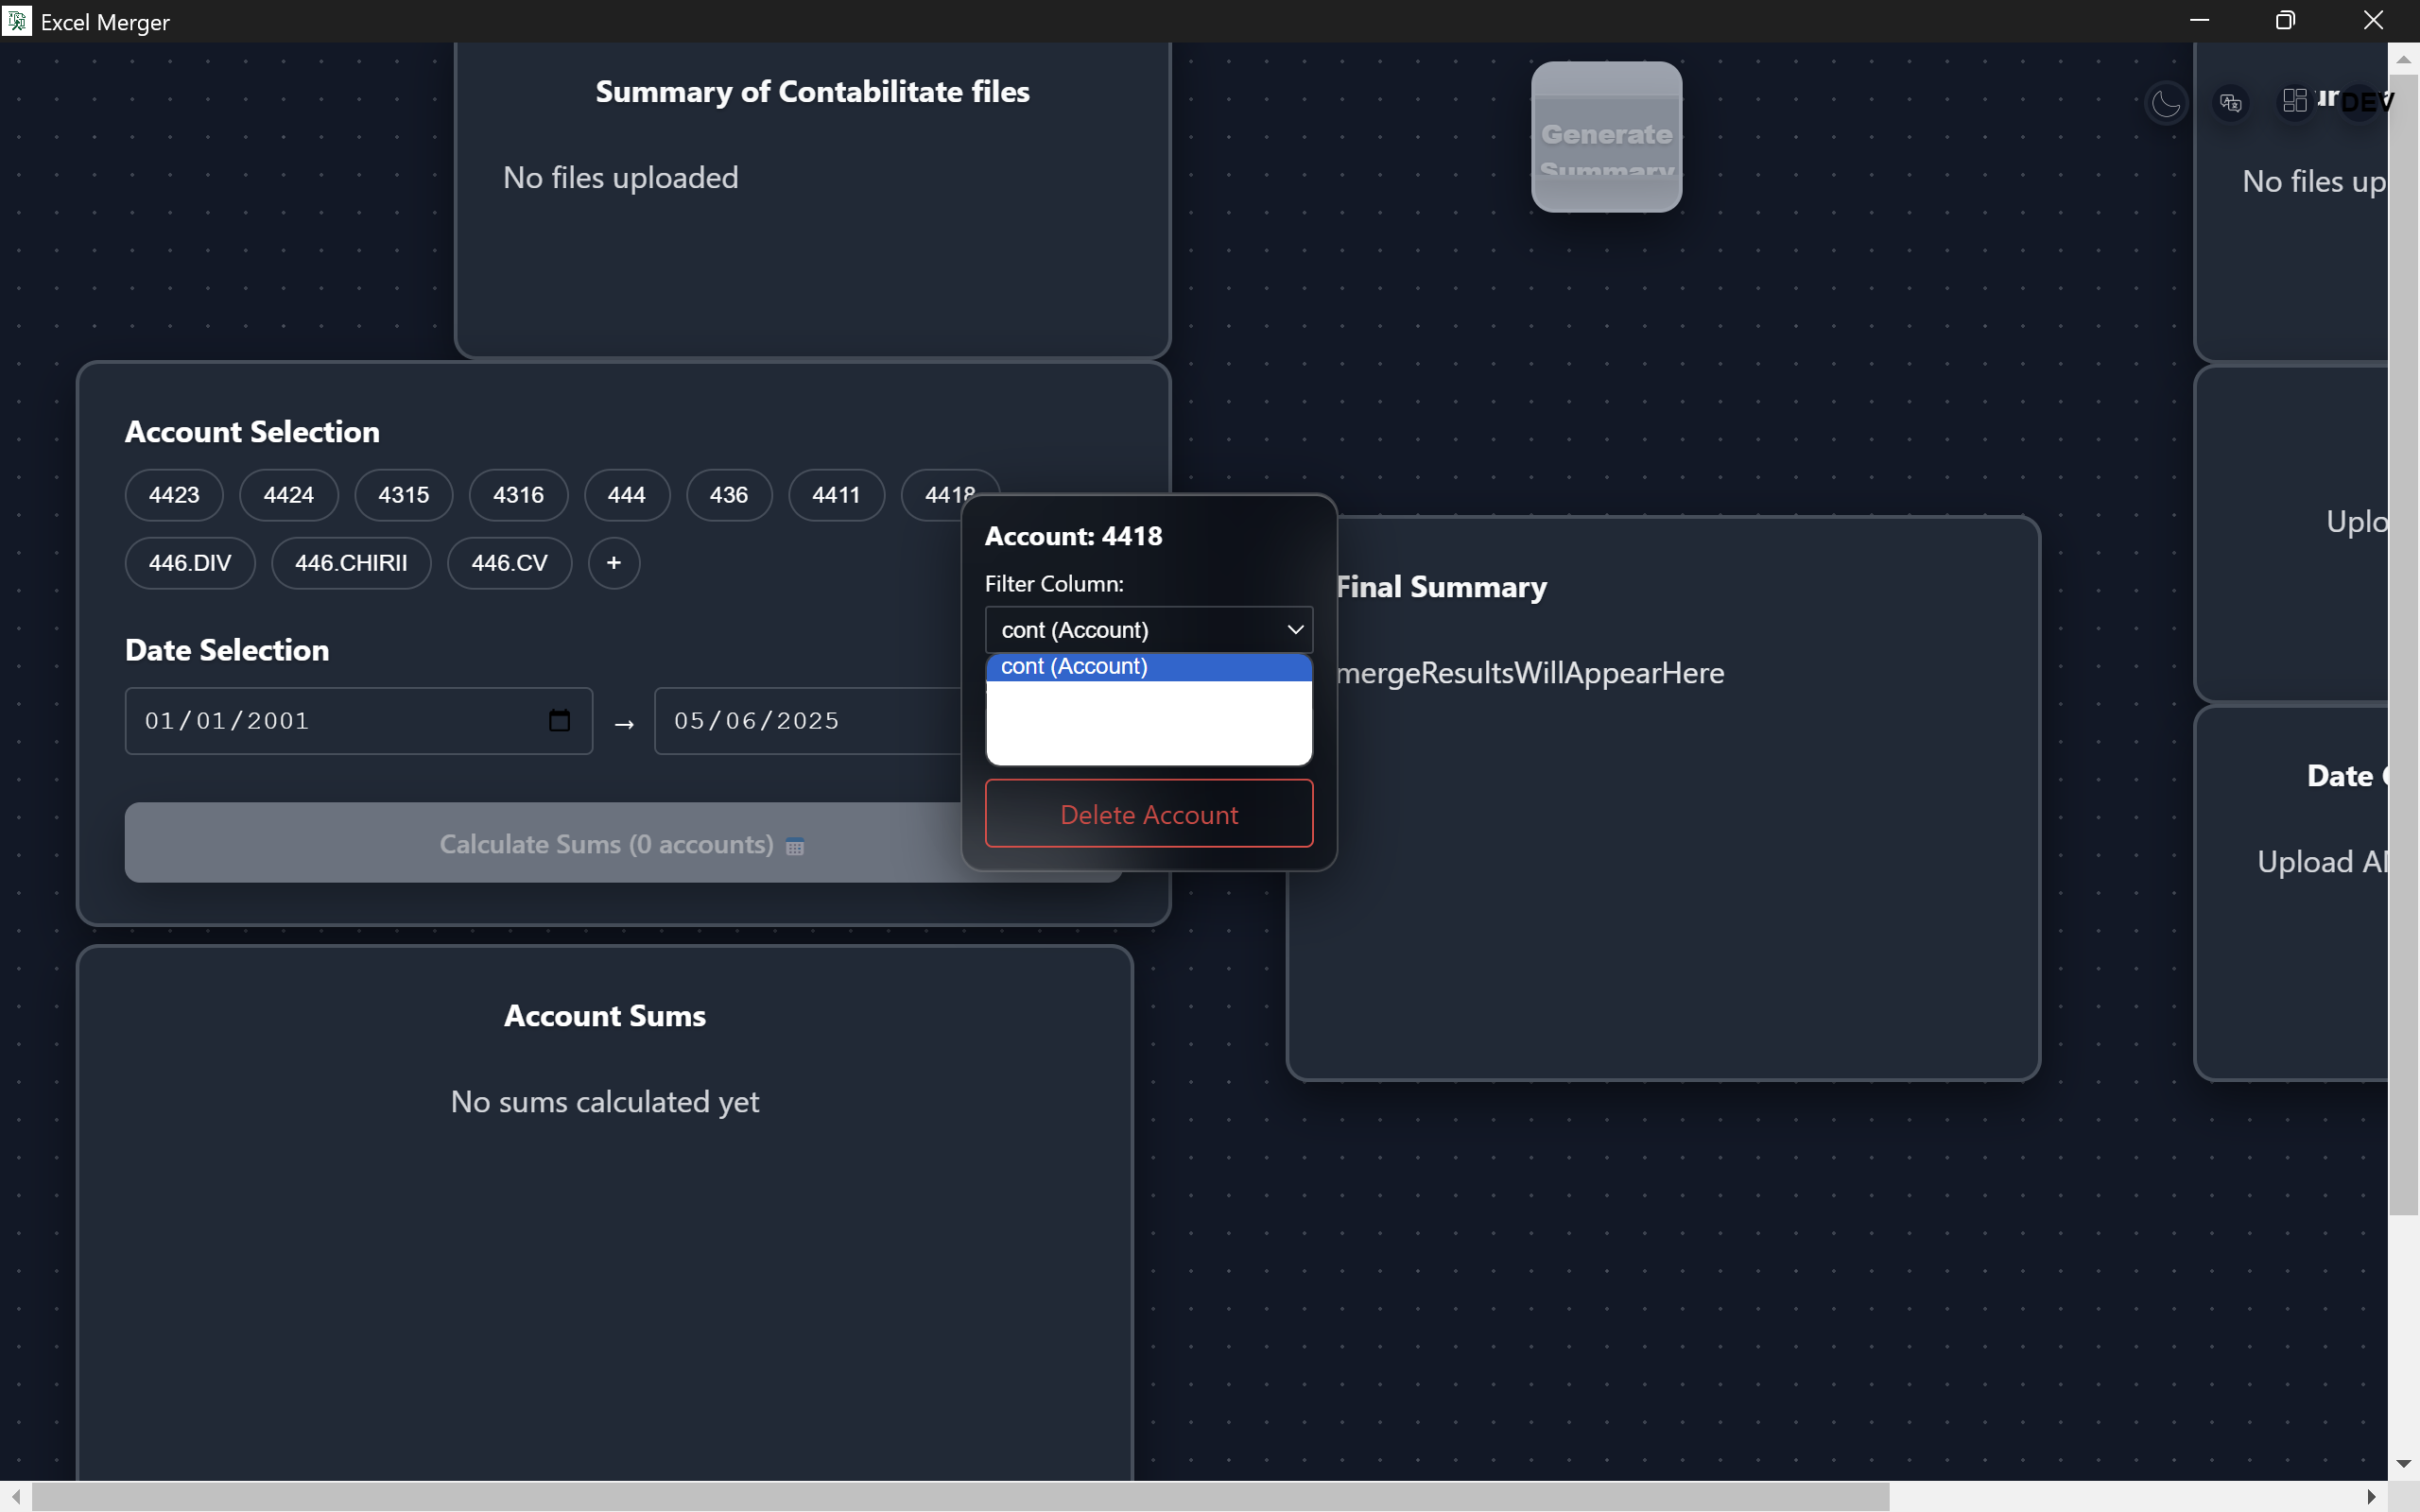 Excel Merger
Summary of Contabilitate files
No files uploaded
Generate
Summary
DEV
No files up
Account Selection
4423
4424
4315
4316
444
436
4411
4418
446.DIV
446.CHIRII
446.CV
+
Date Selection
01/01/2001
→
05/06/2025
Calculate Sums (0 accounts)
Account: 4418
Filter Column:
cont (Account)
cont (Account)
Delete Account
Final Summary
mergeResultsWillAppearHere
Uplo
Date
Upload
Account Sums
No sums calculated yet